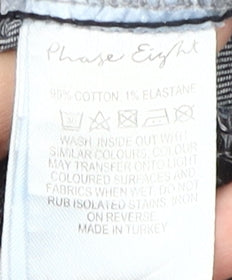 Phase Eight
99% COTTON 1% ELASTANE
WASH INSIDE OUT WITH
SIMILAR COLOURS, COLOUR
MAY TRANSFER ONTO LIGHT
COLOURED SURFACES AND
FABRICS WHEN WET. DO NOT
RUB ISOLATED STAINS, IRON
ON REVERSE
MADE IN TURKEY